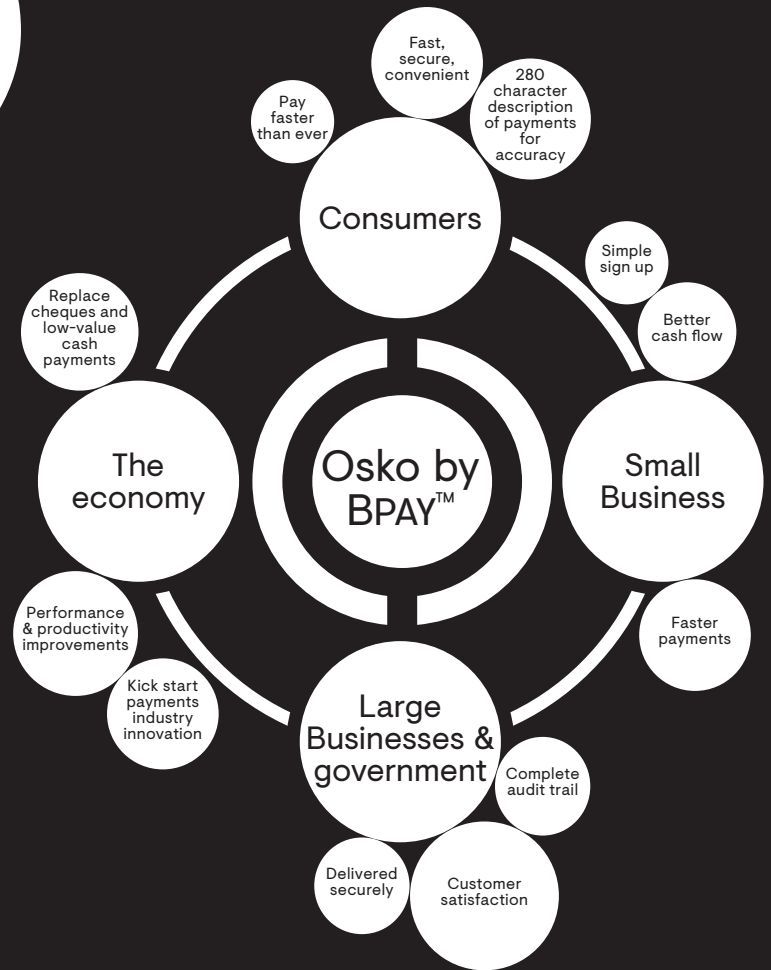 Fast,
secure,
convenient
280
character
description
of payments
for
accuracy
Pay
faster
than ever
Consumers
Simple
sign up
Better
cash flow
Replace
cheques and
low-value
cash
payments
The
economy
Osko by
BPAY™
Small
Business
Performance
& productivity
improvements
Faster
payments
Kick start
payments
industry
innovation
Large
Businesses &
government
Complete
audit trail
Delivered
securely
Customer
satisfaction